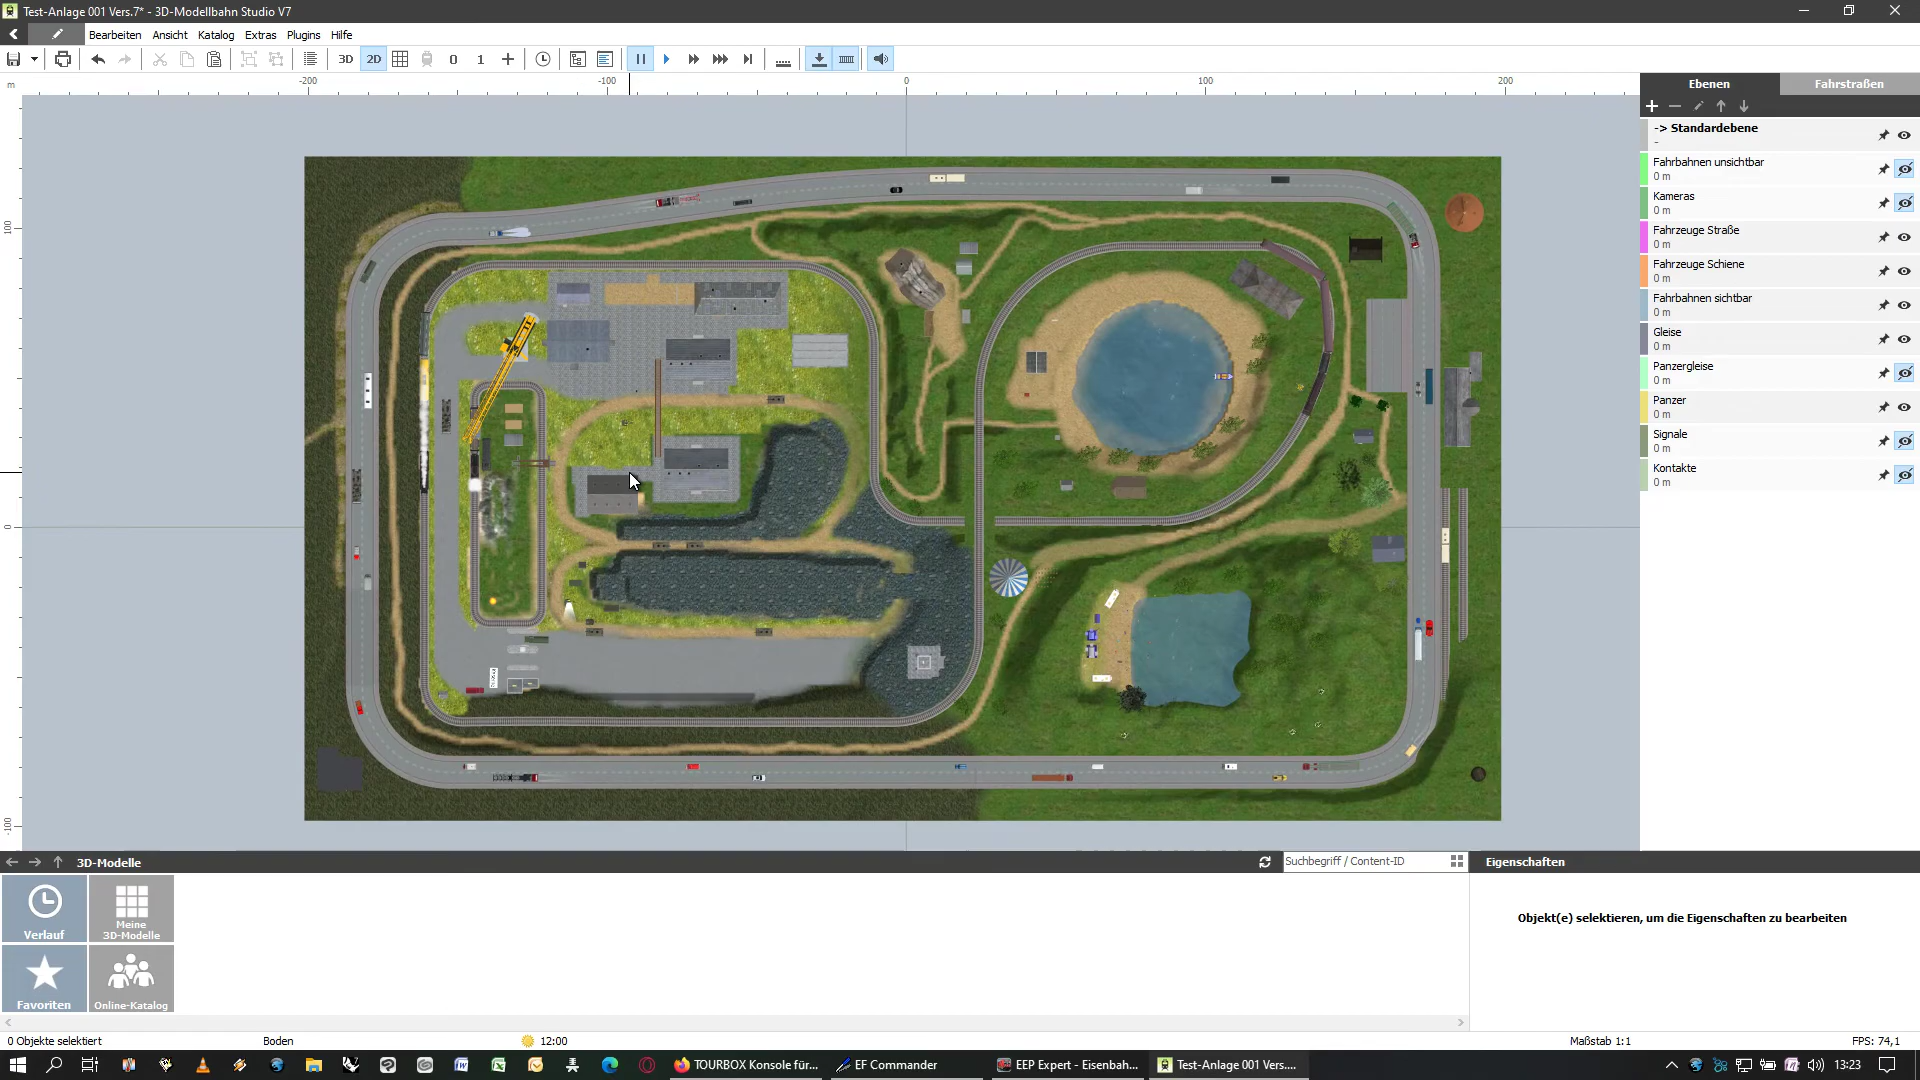 Test-Anlage 001 Vers.7* - 3D-Modellbahn Studio V7
Bearbeiten Ansicht Katalog Extras Plugins Hilfe
3D 2D 0 1
m -200 -100 0 100 200
100
0
-100
Ebenen Fahrstraßen
-> Standardebene
-
Fahrbahnen unsichtbar
0 m
Kameras
0 m
Fahrzeuge Straße
0 m
Fahrzeuge Schiene
0 m
Fahrbahnen sichtbar
0 m
Gleise
0 m
Panzergleise
0 m
Panzer
0 m
Signale
0 m
Kontakte
0 m
3D-Modelle
Suchbegriff / Content-ID
Eigenschaften
Verlauf
Meine
3D-Modelle
Favoriten
Online-Katalog
Objekt(e) selektieren, um die Eigenschaften zu bearbeiten
0 Objekte selektiert Boden 12:00 Maßstab 1:1 FPS: 74,1
TOURBOX Konsole für... EF Commander EEP Expert - Eisenbah... Test-Anlage 001 Vers.... 13:23